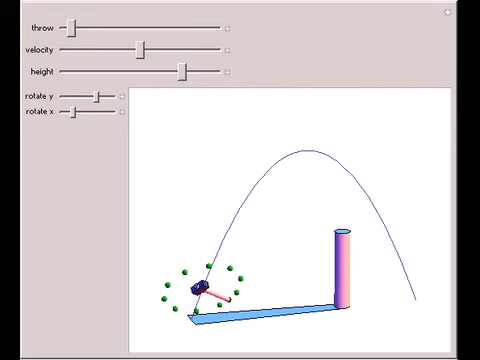 throw
velocity
height
rotate y
rotate x